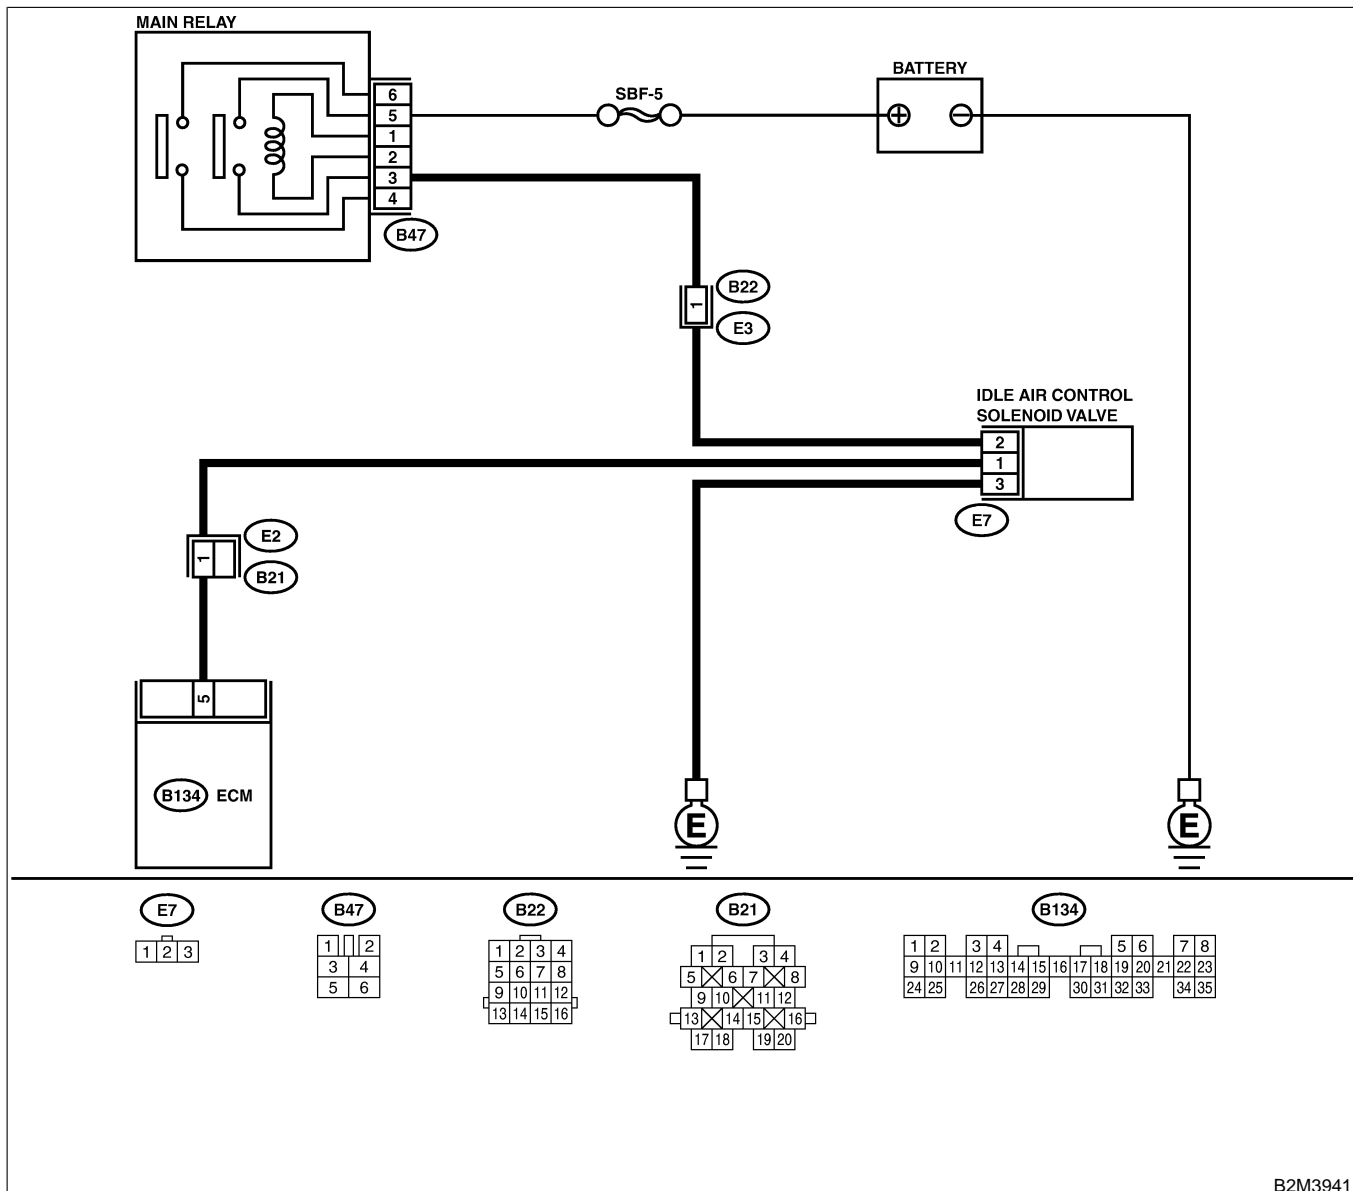 MAIN RELAY
6
5
1
2
3
4
B47
SBF-5
BATTERY
B22
1
E3
IDLE AIR CONTROL
SOLENOID VALVE
2
1
3
E7
E2
1
B21
5
B134 ECM
E
E
E7
1 2 3
B47
1 2
3 4
5 6
B22
1 2 3 4
5 6 7 8
9 10 11 12
13 14 15 16
B21
1 2 3 4
5 6 7 8
9 10 11 12
13 14 15 16
17 18 19 20
B134
1 2 3 4 5 6 7 8
9 10 11 12 13 14 15 16 17 18 19 20 21 22 23
24 25 26 27 28 29 30 31 32 33 34 35
B2M3941